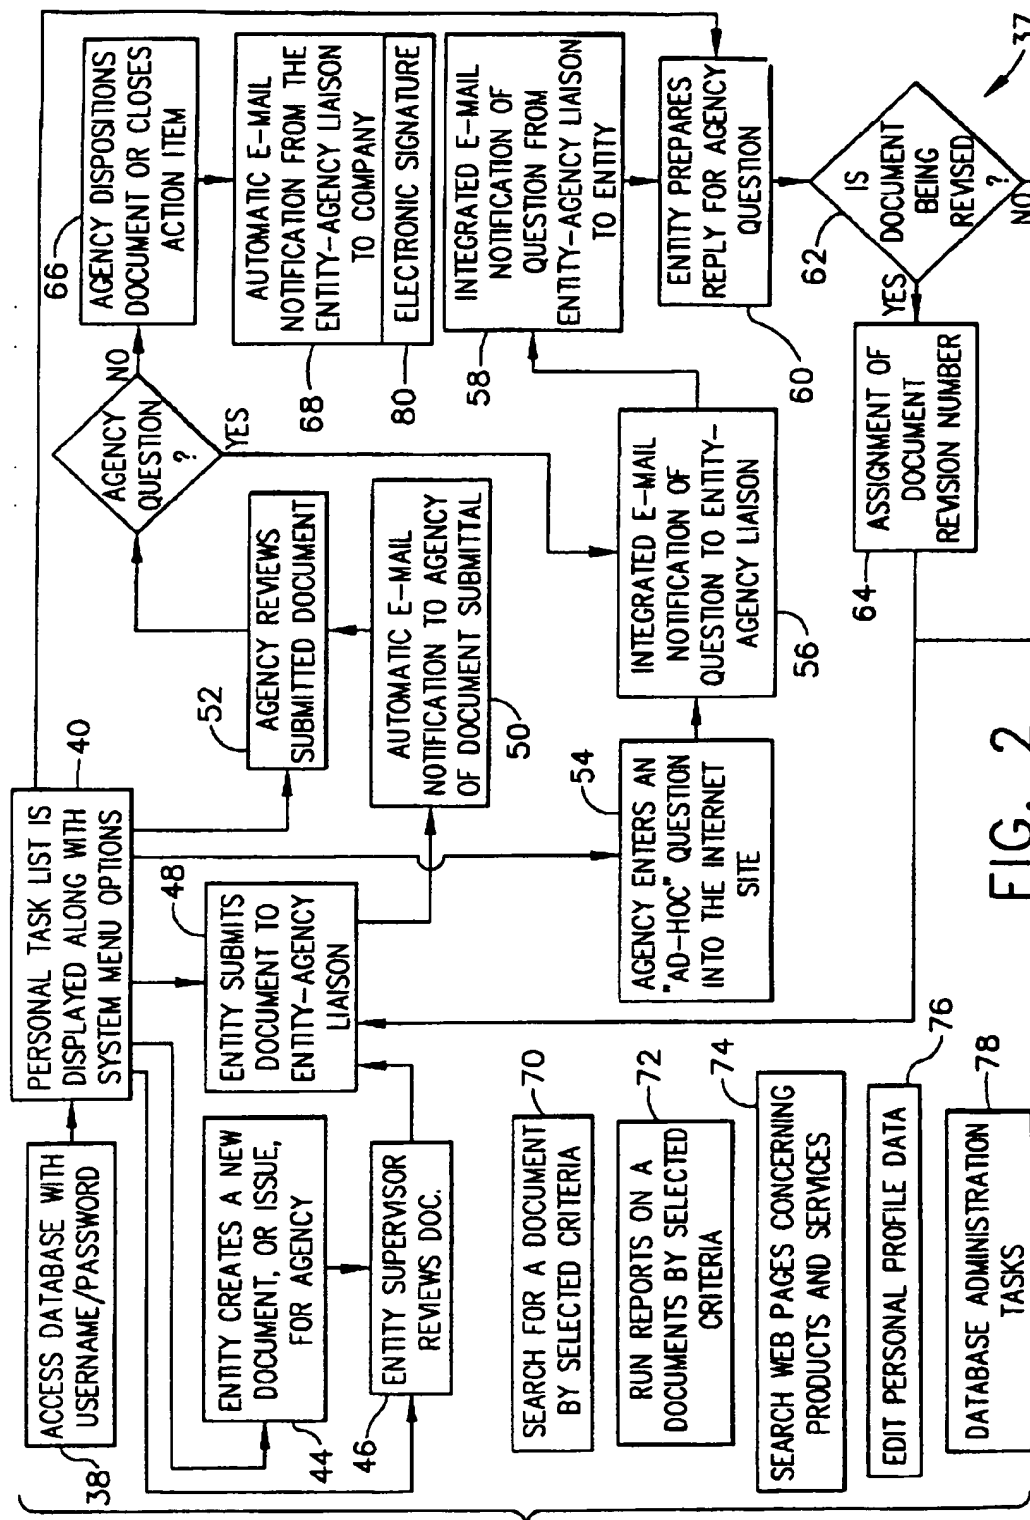 ACCESS DATABASE WITH
USERNAME/PASSWORD
38
PERSONAL TASK LIST IS
DISPLAYED ALONG WITH
SYSTEM MENU OPTIONS
40
ENTITY CREATES A NEW
DOCUMENT, OR ISSUE,
FOR AGENCY
44
ENTITY SUPERVISOR
REVIEWS DOC.
46
ENTITY SUBMITS
DOCUMENT TO
ENTITY-AGENCY
LIAISON
48
AUTOMATIC E-MAIL
NOTIFICATION TO AGENCY
OF DOCUMENT SUBMITTAL
50
AGENCY REVIEWS
SUBMITTED DOCUMENT
52
AGENCY
QUESTION
?
NO
YES
AGENCY DISPOSITIONS
DOCUMENT OR CLOSES
ACTION ITEM
66
AUTOMATIC E-MAIL
NOTIFICATION FROM THE
ENTITY-AGENCY LIAISON
TO COMPANY
68
ELECTRONIC SIGNATURE
80
AGENCY ENTERS AN
"AD-HOC" QUESTION
INTO THE INTERNET
SITE
54
INTEGRATED E-MAIL
NOTIFICATION OF
QUESTION TO ENTITY-
AGENCY LIAISON
56
INTEGRATED E-MAIL
NOTIFICATION OF
QUESTION FROM
ENTITY-AGENCY LIAISON
TO ENTITY
58
ENTITY PREPARES
REPLY FOR AGENCY
QUESTION
60
IS
DOCUMENT
BEING
REVISED
?
62
YES
NO
ASSIGNMENT OF
DOCUMENT
REVISION NUMBER
64
SEARCH FOR A DOCUMENT
BY SELECTED CRITERIA
70
RUN REPORTS ON A
DOCUMENTS BY SELECTED
CRITERIA
72
SEARCH WEB PAGES CONCERNING
PRODUCTS AND SERVICES
74
EDIT PERSONAL PROFILE DATA
76
DATABASE ADMINISTRATION
TASKS
78
37
FIG. 2